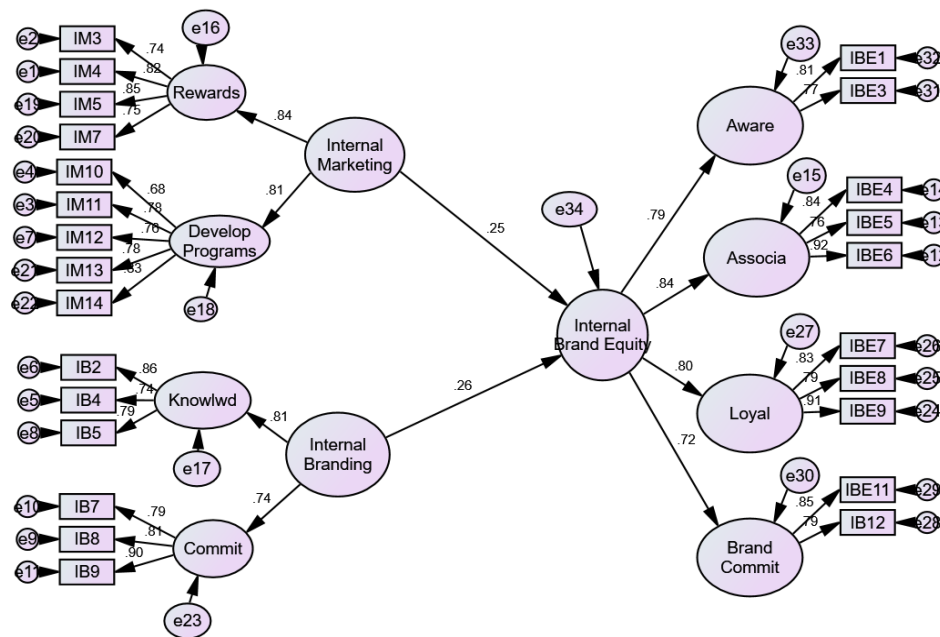 e16
e2
IM3
.74
e1
IM4
.82
Rewards
e19
IM5
.85
e20
IM7
.75
.84
Internal
Marketing
e4
IM10
.68
e3
IM11
.78
e7
IM12
.76
Develop
Programs
e21
IM13
.78
e22
IM14
e18
.81
.25
e6
IB2
.86
e5
IB4
.74
Knowlwd
e8
IB5
.79
e17
.81
Internal
Branding
.26
e10
IB7
.79
e9
IB8
.81
Commit
e11
IB9
.90
e23
.74
e34
Internal
Brand Equity
e33
Aware
.81
IBE1
e32
.77
IBE3
e31
.79
e15
Associa
.84
IBE4
.76
IBE5
.92
IBE6
.84
e27
Loyal
.83
IBE7
e26
.79
IBE8
e25
.91
IBE9
e24
.80
e30
Brand
Commit
.85
IBE11
e29
.79
IB12
e28
.72